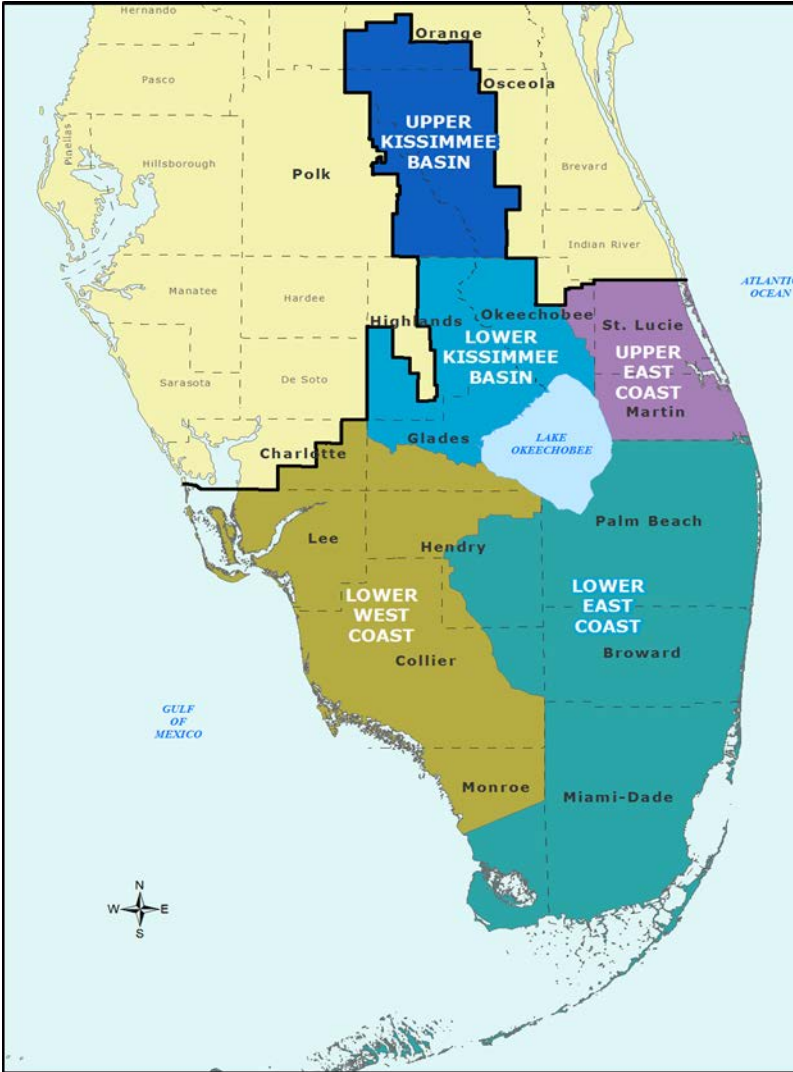 Hernando
Orange
Pasco
Osceola
Pinellas
Hillsborough
UPPER
KISSIMMEE
BASIN
Polk
Brevard
Indian River
ATLANTIC
OCEAN
Manatee
Hardee
Highlands
Okeechobee
St. Lucie
LOWER
KISSIMMEE
BASIN
UPPER
EAST
COAST
Sarasota
De Soto
Martin
Charlotte
Glades
LAKE
OKEECHOBEE
Lee
Hendry
Palm Beach
LOWER
WEST
COAST
LOWER
EAST
COAST
Collier
Broward
GULF
OF
MEXICO
Monroe
Miami-Dade
N
W E
S